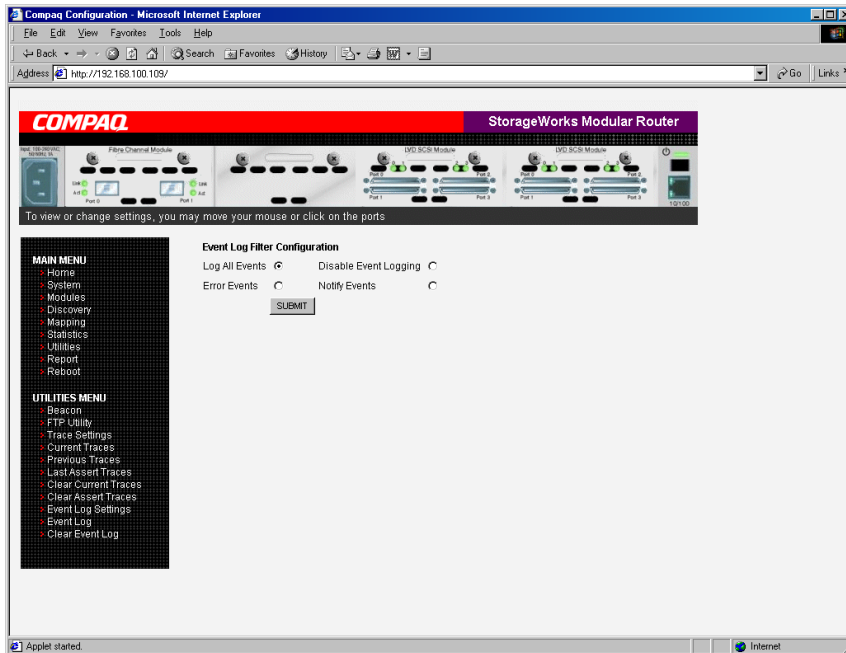 Compaq Configuration - Microsoft Internet Explorer
File Edit View Favorites Tools Help
Back Search Favorites History
Address http://192.168.100.109/ Go Links
COMPAQ StorageWorks Modular Router
Fibre Channel Module LVD SCSI Module LVD SCSI Module
Port 0 Port 2 Port 0 Port 2
Link Link
Act Act
Port 0 Port 1 Port 1 Port 3 Port 1 Port 3 10/100
To view or change settings, you may move your mouse or click on the ports
MAIN MENU
> Home
> System
> Modules
> Discovery
> Mapping
> Statistics
> Utilities
> Report
> Reboot
UTILITIES MENU
> Beacon
> FTP Utility
> Trace Settings
> Current Traces
> Previous Traces
> Last Assert Traces
> Clear Current Traces
> Clear Assert Traces
> Event Log Settings
> Event Log
> Clear Event Log
Event Log Filter Configuration
Log All Events Disable Event Logging
Error Events Notify Events
SUBMIT
Applet started. Internet